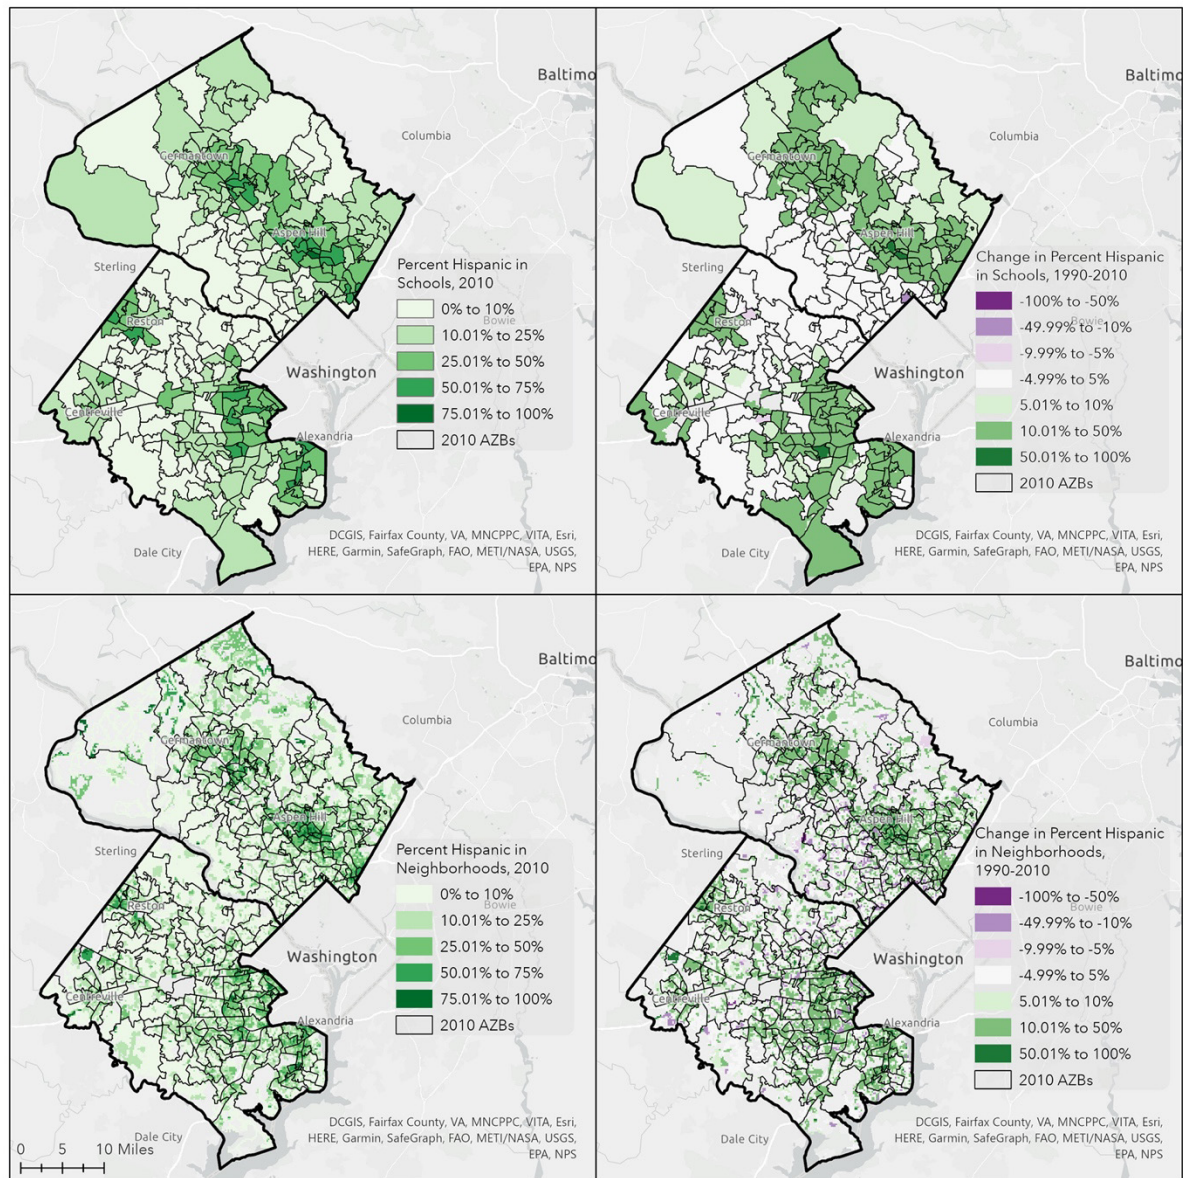 Baltimo
Columbia
Germantown
Aspen Hill
Sterling
Reston
Bowie
Washington
Centreville
Alexandria
Dale City
Percent Hispanic in
Schools, 2010
0% to 10%
10.01% to 25%
25.01% to 50%
50.01% to 75%
75.01% to 100%
2010 AZBs
DCGIS, Fairfax County, VA, MNCPPC, VITA, Esri,
HERE, Garmin, SafeGraph, FAO, METI/NASA, USGS,
EPA, NPS
Baltimo
Columbia
Germantown
Aspen Hill
Sterling
Reston
Bowie
Washington
Centreville
Alexandria
Dale City
Change in Percent Hispanic
in Schools, 1990-2010
-100% to -50%
-49.99% to -10%
-9.99% to -5%
-4.99% to 5%
5.01% to 10%
10.01% to 50%
50.01% to 100%
2010 AZBs
DCGIS, Fairfax County, VA, MNCPPC, VITA, Esri,
HERE, Garmin, SafeGraph, FAO, METI/NASA, USGS,
EPA, NPS
Baltimo
Columbia
Germantown
Aspen Hill
Sterling
Reston
Bowie
Washington
Centreville
Alexandria
Dale City
Percent Hispanic in
Neighborhoods, 2010
0% to 10%
10.01% to 25%
25.01% to 50%
50.01% to 75%
75.01% to 100%
2010 AZBs
DCGIS, Fairfax County, VA, MNCPPC, VITA, Esri,
HERE, Garmin, SafeGraph, FAO, METI/NASA, USGS,
EPA, NPS
0 5 10 Miles
Baltimo
Columbia
Germantown
Aspen Hill
Sterling
Reston
Bowie
Washington
Centreville
Alexandria
Dale City
Change in Percent Hispanic
in Neighborhoods,
1990-2010
-100% to -50%
-49.99% to -10%
-9.99% to -5%
-4.99% to 5%
5.01% to 10%
10.01% to 50%
50.01% to 100%
2010 AZBs
DCGIS, Fairfax County, VA, MNCPPC, VITA, Esri,
HERE, Garmin, SafeGraph, FAO, METI/NASA, USGS,
EPA, NPS